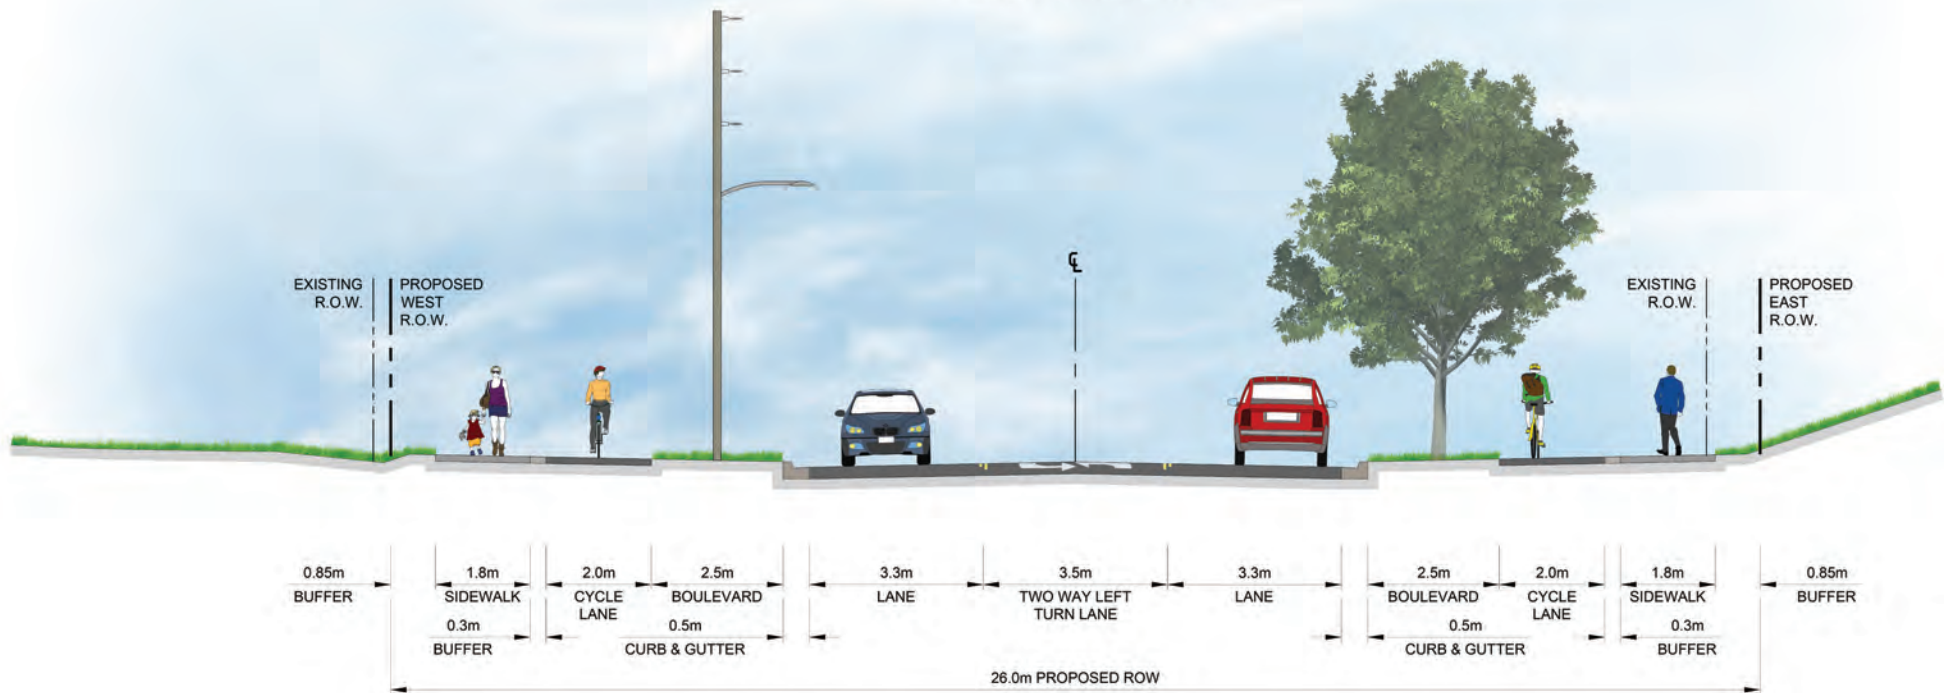 EXISTING
R.O.W.
PROPOSED
WEST
R.O.W.
℄
EXISTING
R.O.W.
PROPOSED
EAST
R.O.W.
0.85m
BUFFER
1.8m
SIDEWALK
2.0m
CYCLE
LANE
2.5m
BOULEVARD
3.3m
LANE
3.5m
TWO WAY LEFT
TURN LANE
3.3m
LANE
2.5m
BOULEVARD
2.0m
CYCLE
LANE
1.8m
SIDEWALK
0.85m
BUFFER
0.3m
BUFFER
0.5m
CURB & GUTTER
0.5m
CURB & GUTTER
0.3m
BUFFER
26.0m PROPOSED ROW